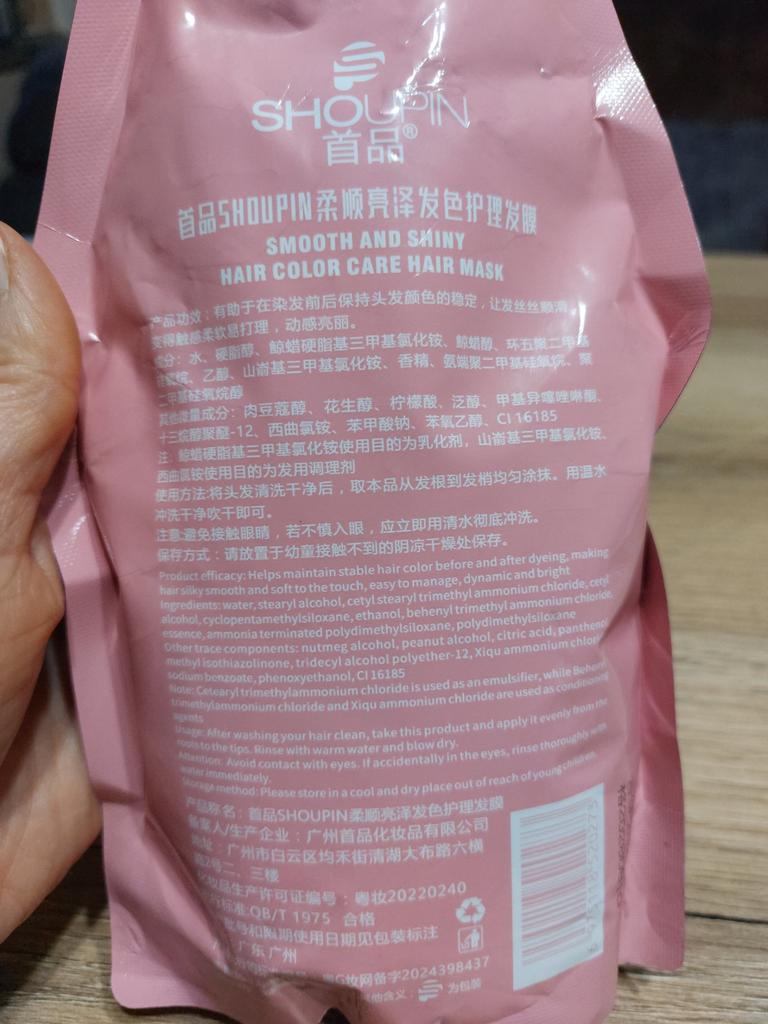 SHOUPIN
首品®
首品SHOUPIN柔顺亮泽发色护理发膜
SMOOTH AND SHINY
HAIR COLOR CARE HAIR MASK
产品功效：有助于在染发前后保持头发颜色的稳定，让发丝丝顺滑，
变得触感柔软易打理，动感亮丽。
成分：水、硬脂醇、鲸蜡硬脂基三甲基氯化铵、鲸蜡醇、环五聚二甲基
硅氧烷、乙醇、山嵛基三甲基氯化铵、香精、氨端聚二甲基硅氧烷、聚
二甲基硅氧烷醇
其他微量成分：肉豆蔻醇、花生醇、柠檬酸、泛醇、甲基异噻唑啉酮、
十三烷醇聚醚-12、西曲氯铵、苯甲酸钠、苯氧乙醇、CI 16185
注：鲸蜡硬脂基三甲基氯化铵使用目的为乳化剂，山嵛基三甲基氯化铵、
西曲氯铵使用目的为发用调理剂
使用方法:将头发清洗干净后，取本品从发根到发梢均匀涂抹。用温水
冲洗干净吹干即可。
注意:避免接触眼睛，若不慎入眼，应立即用清水彻底冲洗。
保存方式：请放置于幼童接触不到的阴凉干燥处保存。
Product efficacy: Helps maintain stable hair color before and after dyeing, making
hair silky smooth and soft to the touch, easy to manage, dynamic and bright
Ingredients: water, stearyl alcohol, cetyl stearyl trimethyl ammonium chloride, cetyl
alcohol, cyclopentamethylsiloxane, ethanol, behenyl trimethyl ammonium chloride,
essence, ammonia terminated polydimethylsiloxane, polydimethylsiloxane
Other trace components: nutmeg alcohol, peanut alcohol, citric acid, panthenol
methyl isothiazolinone, tridecyl alcohol polyether-12, Xiqu ammonium chloride
sodium benzoate, phenoxyethanol, CI 16185
Note: Cetearyl trimethylammonium chloride is used as an emulsifier, while Behenyl
trimethylammonium chloride and Xiqu ammonium chloride are used as conditioning
agents
Usage: After washing your hair clean, take this product and apply it evenly from the
roots to the tips. Rinse with warm water and blow dry.
Attention: Avoid contact with eyes. If accidentally in the eyes, rinse thoroughly with
water immediately.
Storage method: Please store in a cool and dry place out of reach of young children.
产品称名：首品SHOUPIN柔顺亮泽发色护理发膜
备案人/生产企业：广州首品化妆品有限公司
地址：广州市白云区均禾街清湖大布路六横
路2号二、三楼
化妆品生产许可证编号：粤妆20220240
标准:QB/T 1975 合格
批号和限期使用日期见包装标注
广东 广州
粤G妆网备字2024398437
其他含义： 为包装